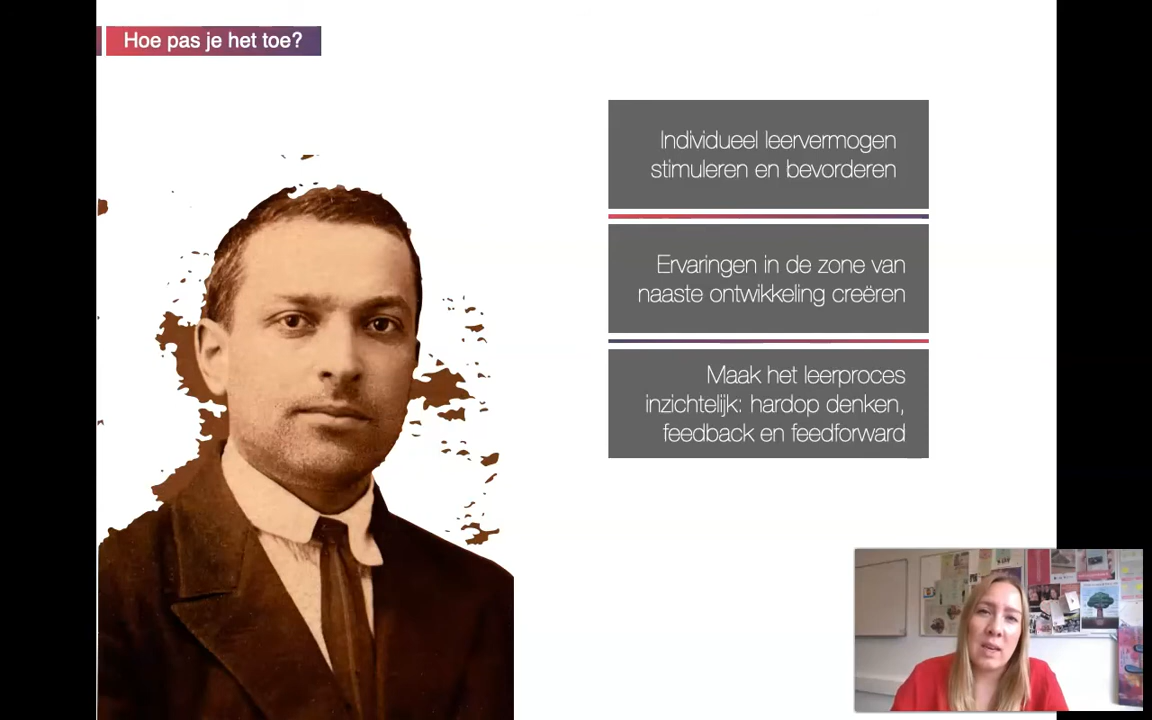 Hoe pas je het toe?
Individueel leervermogen
stimuleren en bevorderen
Ervaringen in de zone van
naaste ontwikkeling creëren
Maak het leerproces
inzichtelijk: hardop denken,
feedback en feedforward